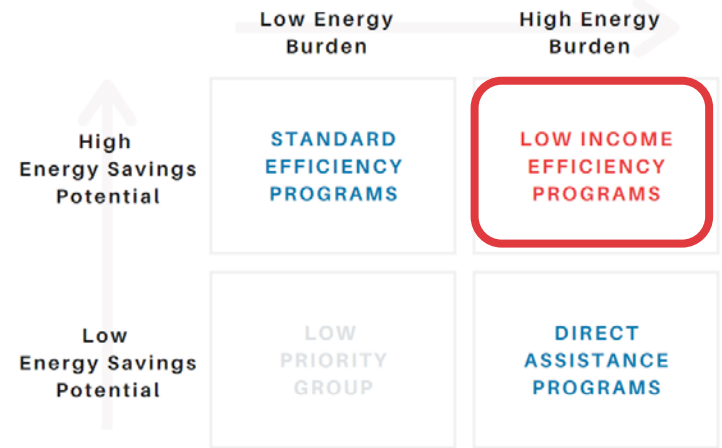 Low Energy
Burden
High Energy
Burden
High
Energy Savings
Potential
STANDARD
EFFICIENCY
PROGRAMS
LOW INCOME
EFFICIENCY
PROGRAMS
Low
Energy Savings
Potential
LOW
PRIORITY
GROUP
DIRECT
ASSISTANCE
PROGRAMS